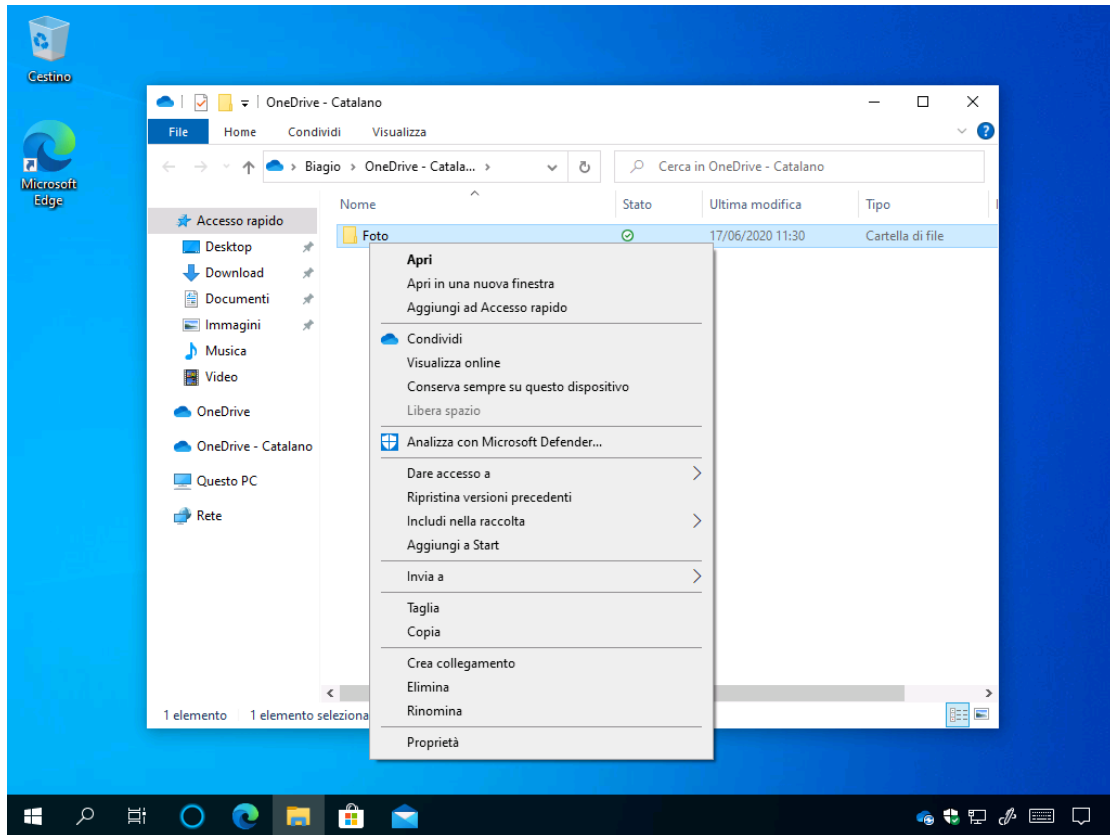 Cestino
Microsoft
Edge
OneDrive - Catalano
File Home Condividi Visualizza
Biagio OneDrive - Catala...
Cerca in OneDrive - Catalano
Nome Stato Ultima modifica Tipo
Accesso rapido
Desktop
Download
Documenti
Immagini
Musica
Video
OneDrive
OneDrive - Catalano
Questo PC
Rete
Foto 17/06/2020 11:30 Cartella di file
Apri
Apri in una nuova finestra
Aggiungi ad Accesso rapido
Condividi
Visualizza online
Conserva sempre su questo dispositivo
Libera spazio
Analizza con Microsoft Defender...
Dare accesso a
Ripristina versioni precedenti
Includi nella raccolta
Aggiungi a Start
Invia a
Taglia
Copia
Crea collegamento
Elimina
Rinomina
Proprietà
1 elemento 1 elemento seleziona